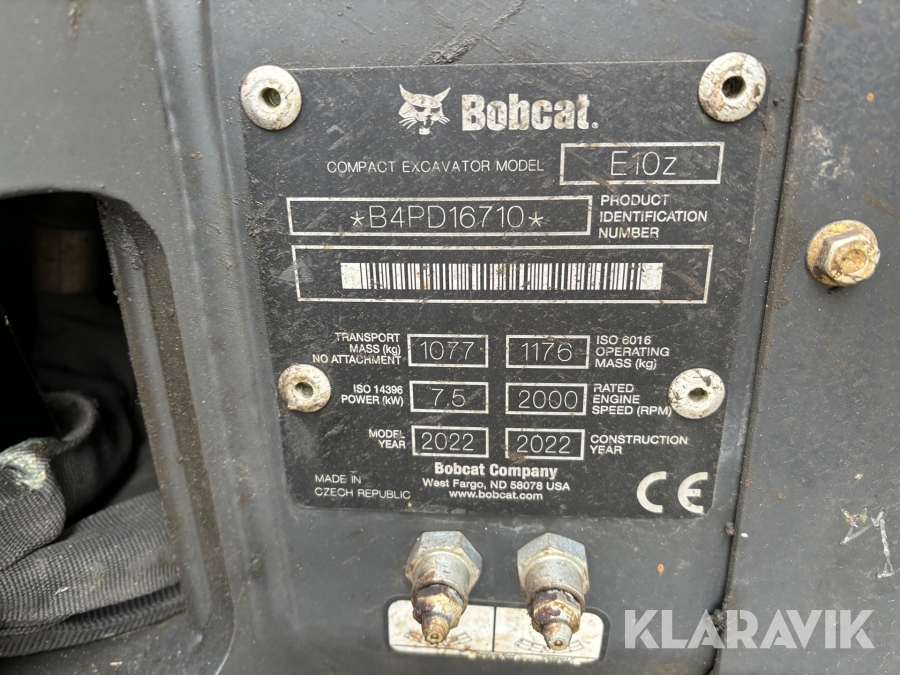 Bobcat.
COMPACT EXCAVATOR MODEL E10z
*B4PD16710*
PRODUCT
IDENTIFICATION
NUMBER
TRANSPORT
MASS (kg)
NO ATTACHMENT
1077
1176
ISO 6016
OPERATING
MASS (kg)
ISO 14396
POWER (kW)
7.5
2000
RATED
ENGINE
SPEED (RPM)
MODEL
YEAR
2022
2022
CONSTRUCTION
YEAR
MADE IN
CZECH REPUBLIC
Bobcat Company
West Fargo, ND 58078 USA
www.bobcat.com
CE
KLARAVIK